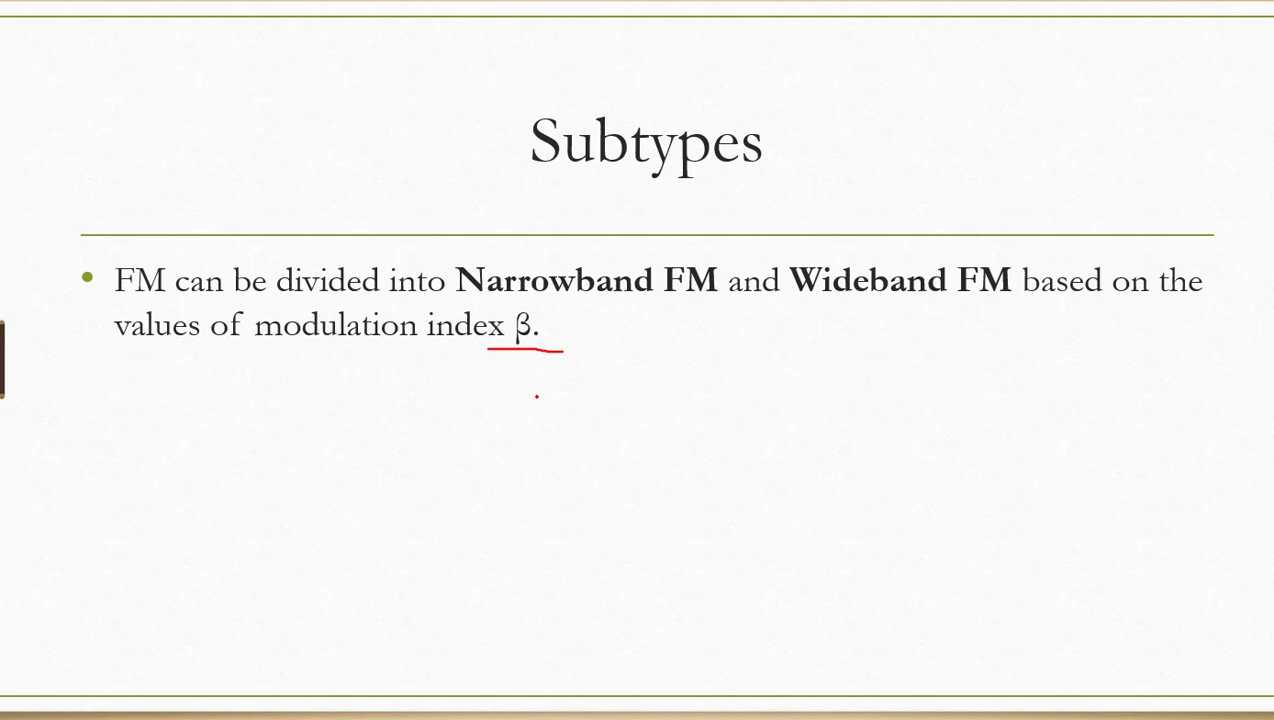 Subtypes
• FM can be divided into Narrowband FM and Wideband FM based on the
values of modulation index β.